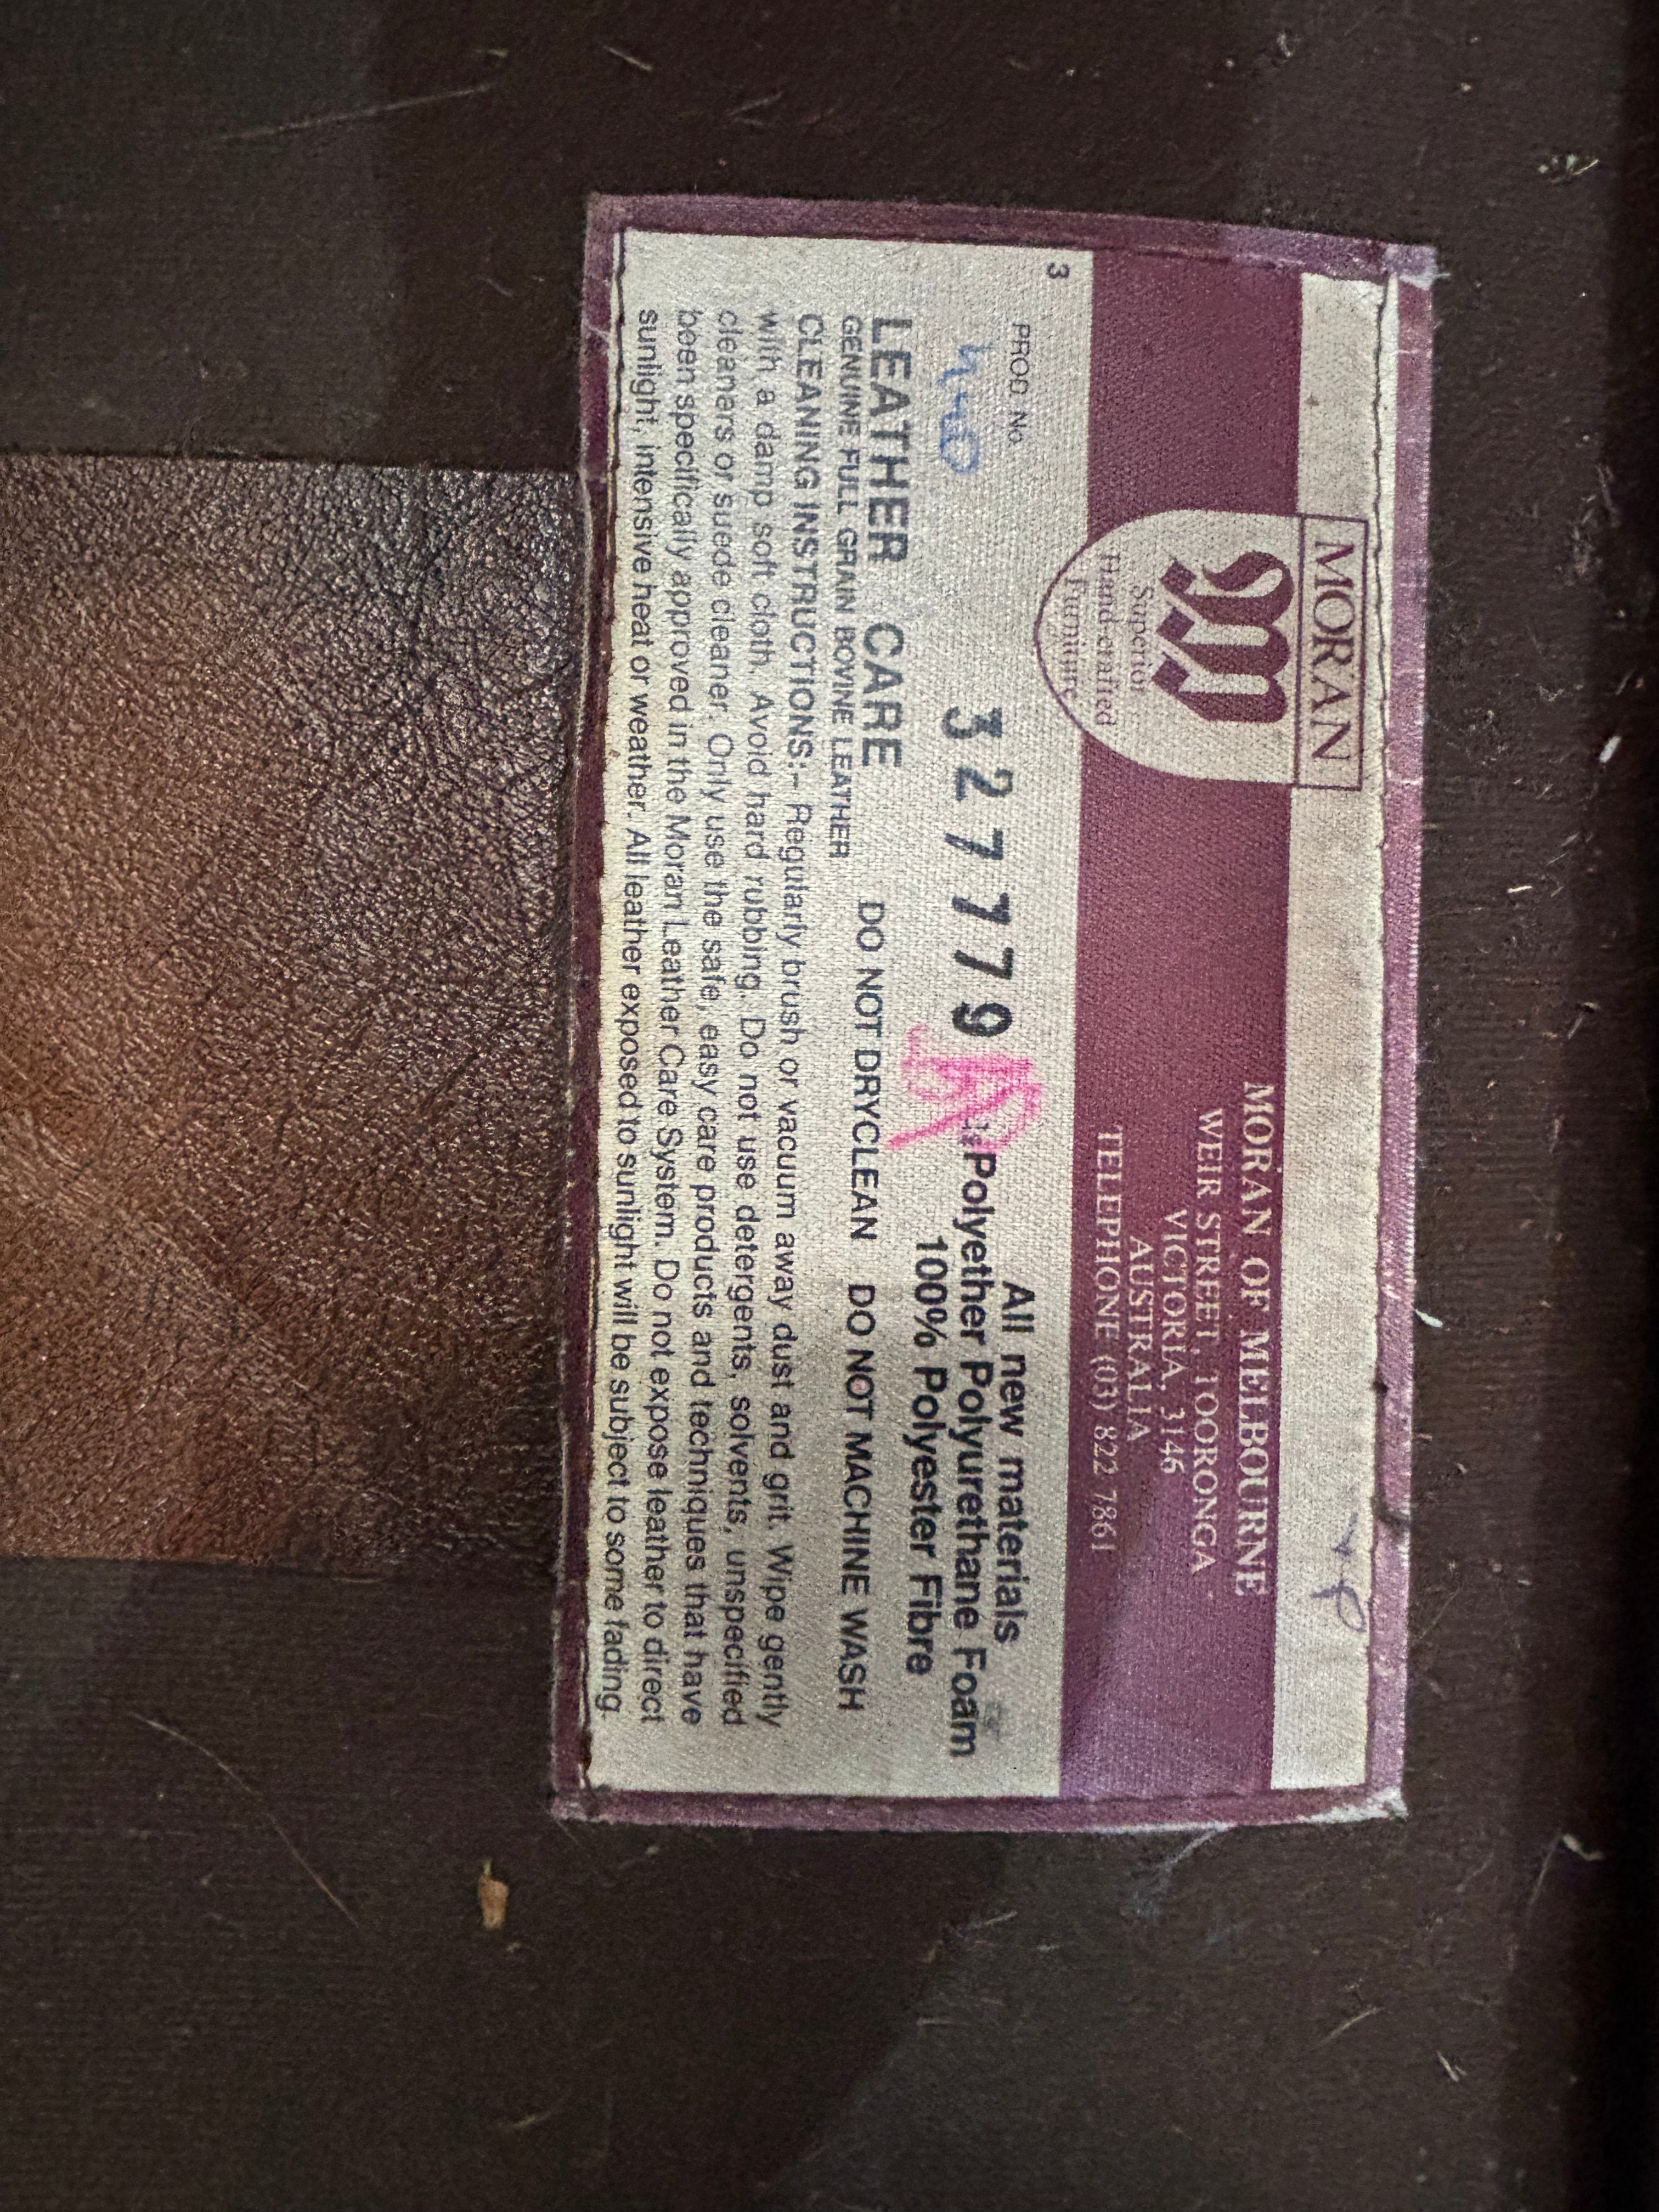 MORAN
Superior
Hand-crafted
Furniture
MORAN OF MELBOURNE
WEIR STREET, TOORONGA
VICTORIA, 3146
AUSTRALIA
TELEPHONE (03) 822 7861
3
PROD No.
327779
All new materials
Polyether Polyurethane Foam
100% Polyester Fibre
LEATHER CARE
GENUINE FULL GRAIN BOVINE LEATHER
DO NOT DRYCLEAN DO NOT MACHINE WASH
CLEANING INSTRUCTIONS:– Regularly brush or vacuum away dust and grit. Wipe gently
with a damp soft cloth. Avoid hard rubbing. Do not use detergents, solvents, unspecified
cleaners or suede cleaner. Only use the safe, easy care products and techniques that have
been specifically approved in the Moran Leather Care System. Do not expose leather to direct
sunlight, intensive heat or weather. All leather exposed to sunlight will be subject to some fading.